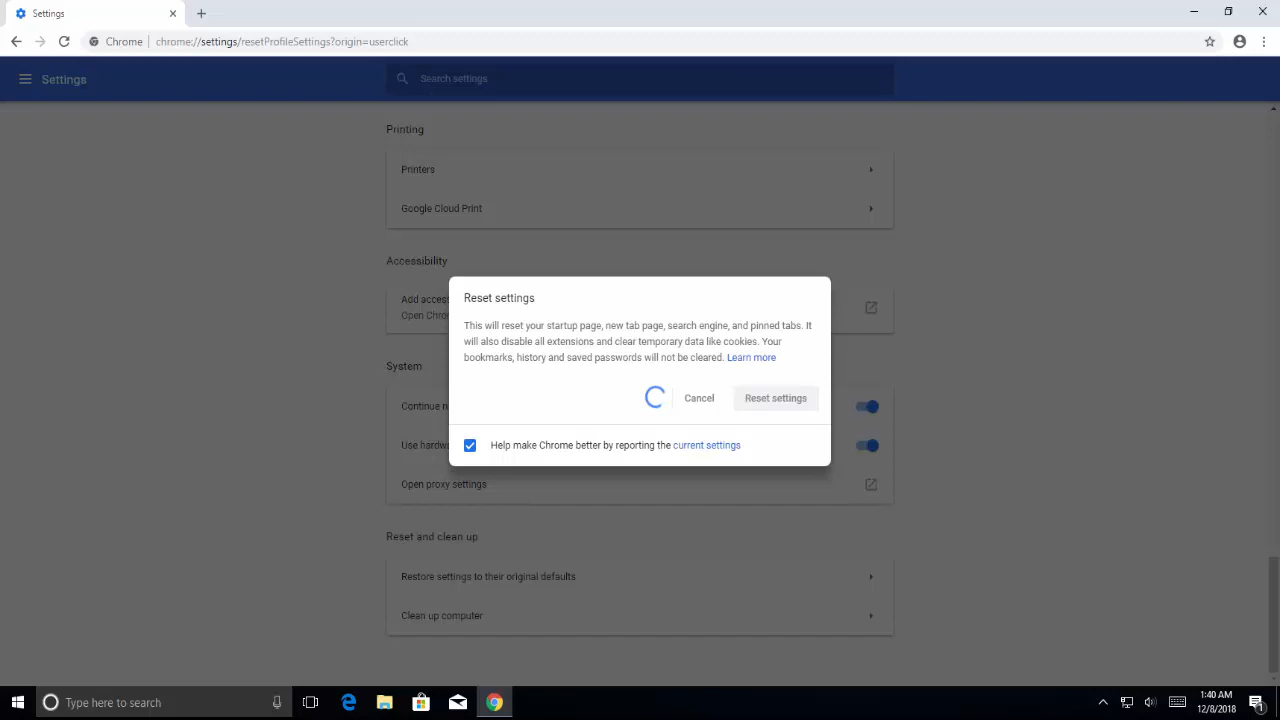 Settings
Chrome
chrome://settings/resetProfileSettings?origin=userclick
Settings
Search settings
Printing
Printers
Google Cloud Print
Accessibility
Add acces
Open Chro
System
Continue r
Use hardw
Open proxy settings
Reset and clean up
Restore settings to their original defaults
Clean up computer
Reset settings
This will reset your startup page, new tab page, search engine, and pinned tabs. It
will also disable all extensions and clear temporary data like cookies. Your
bookmarks, history and saved passwords will not be cleared. Learn more
Cancel
Reset settings
Help make Chrome better by reporting the current settings
Type here to search
1:40 AM
12/8/2018
1